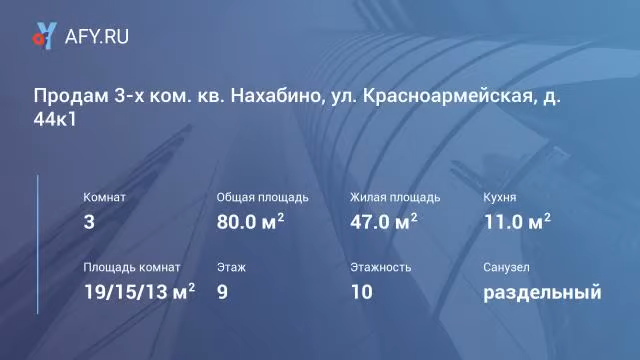 AFY.RU
Продам 3-х ком. кв. Нахабино, ул. Красноармейская, д.
44к1
Комнат
Общая площадь
Жилая площадь
Кухня
3
80.0 м²
47.0 м²
11.0 м²
Площадь комнат
Этаж
Этажность
Санузел
19/15/13 м²
9
10
раздельный